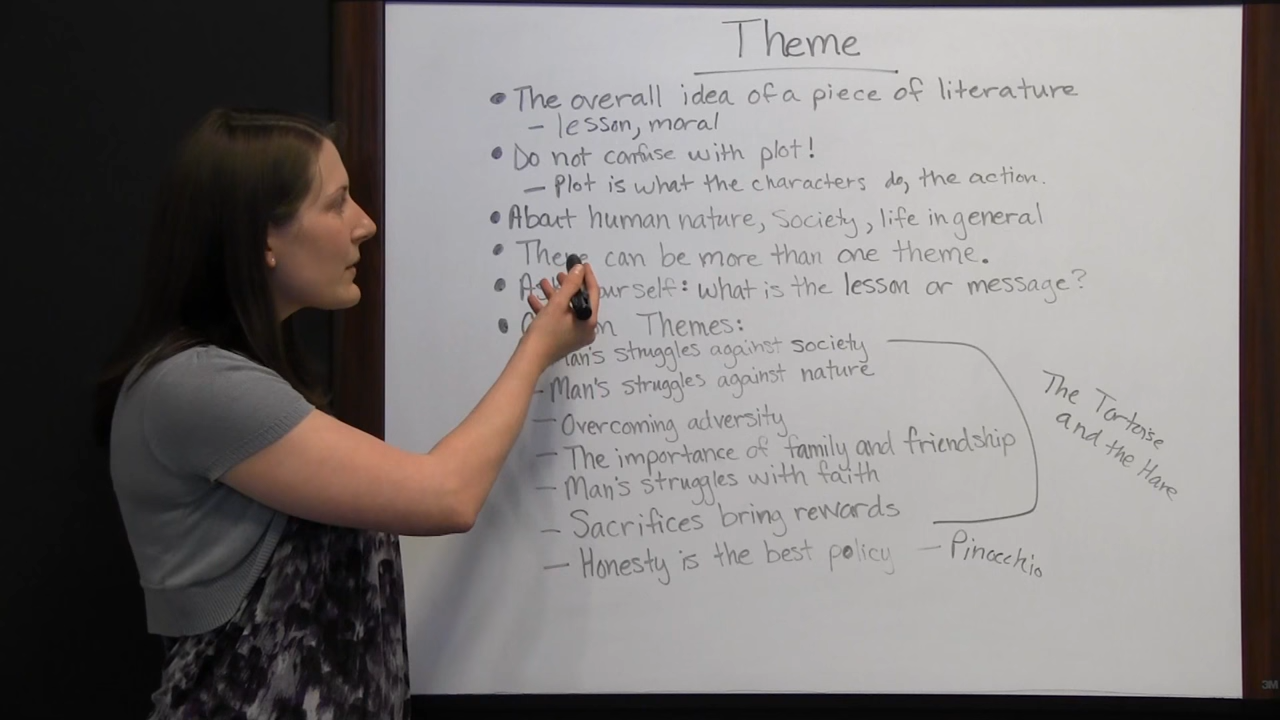 Theme
• The overall idea of a piece of literature
– lesson, moral
• Do not confuse with plot!
– Plot is what the characters do, the action.
• About human nature, society, life in general
• There can be more than one theme.
• Ask yourself: what is the lesson or message?
• Themes:
Man's struggles against society
– Man's struggles against nature
– Overcoming adversity
– The importance of family and friendship
– Man's struggles with faith
– Sacrifices bring rewards
– Honesty is the best policy – Pinocchio
The Tortoise
and the Hare
3M